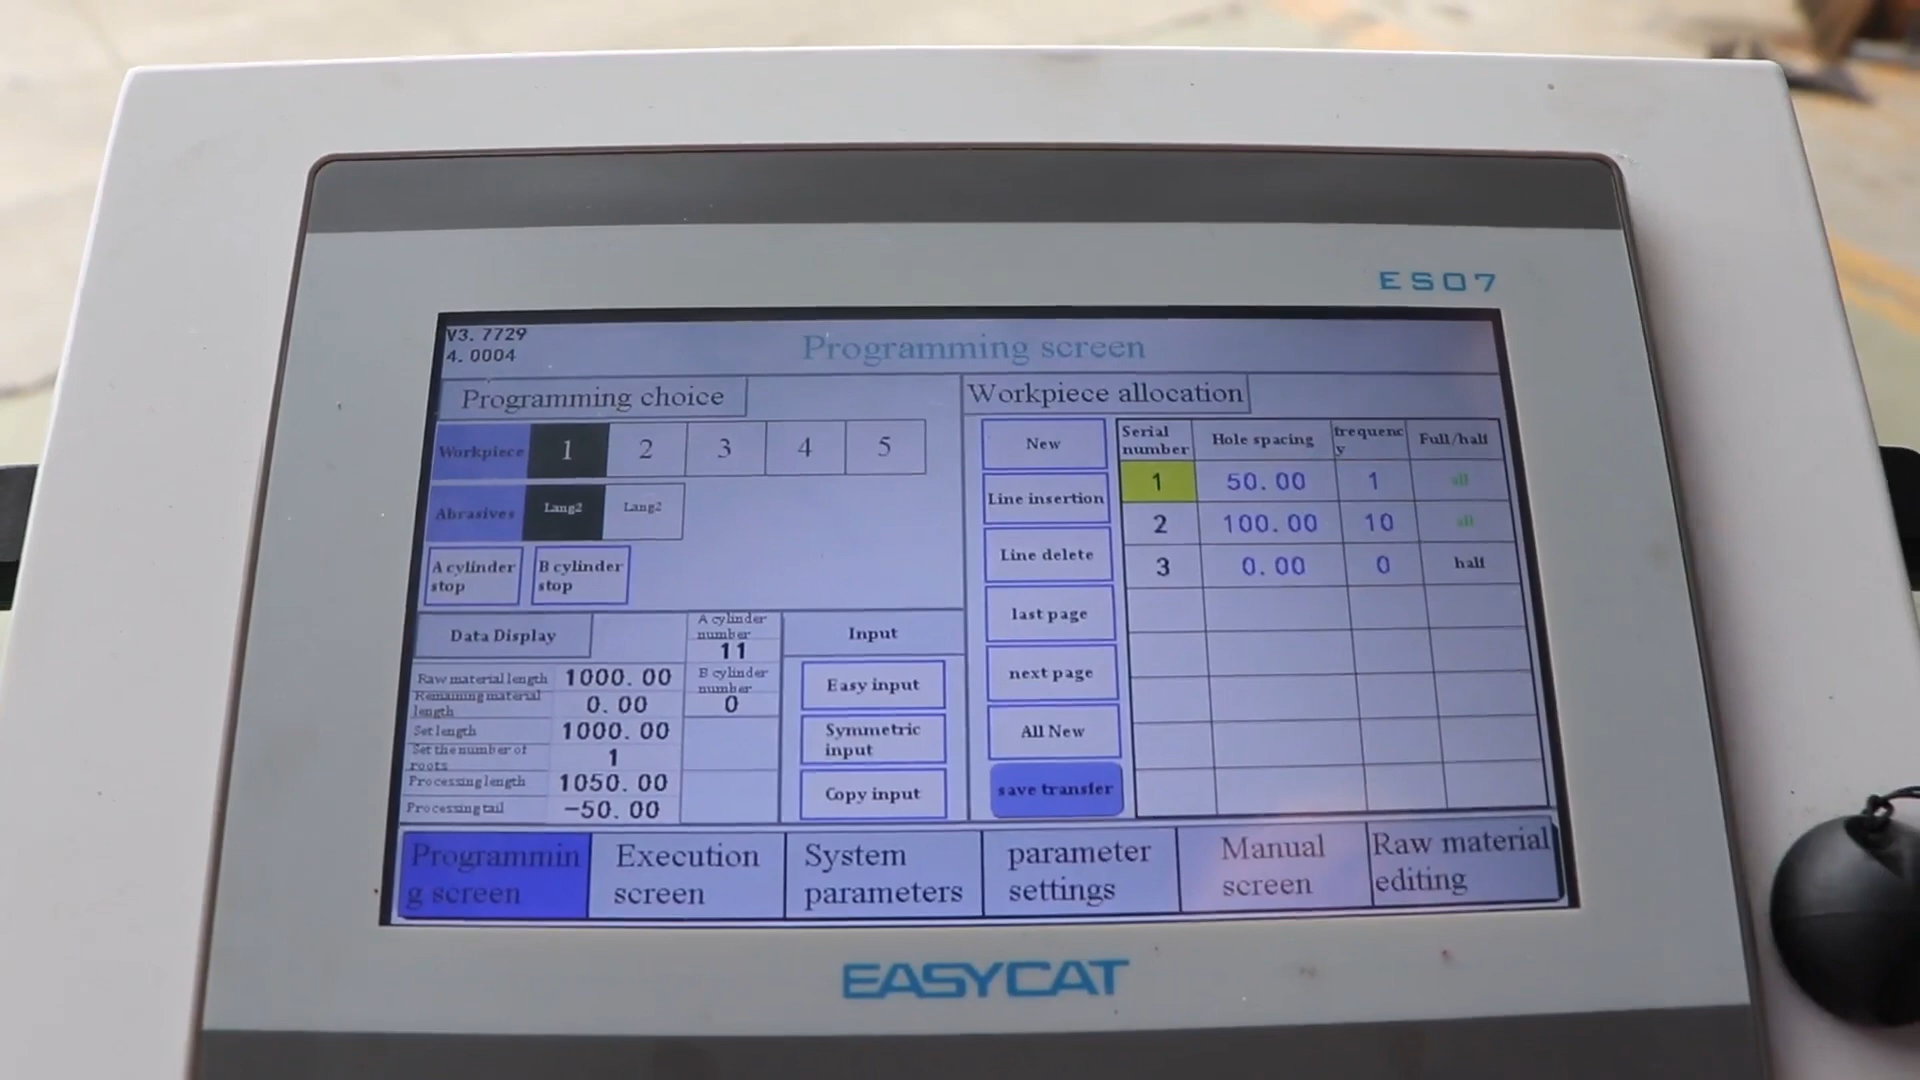 ES07
V3. 7729
4. 0004
Programming screen
Programming choice
Workpiece 1 2 3 4 5
Abrasives Lang2 Lang2
A cylinder
stop
B cylinder
stop
Data Display
A cylinder
number
11
Raw material length 1000. 00
B cylinder
number
0
Remaining material
length
0. 00
Set length 1000. 00
Set the number of
roots
1
Processing length 1050. 00
Processing tail -50. 00
Input
Easy input
Symmetric
input
Copy input
Workpiece allocation
New
Line insertion
Line delete
last page
next page
All New
save transfer
Serial
number
Hole spacing
frequenc
y
Full/half
1 50. 00 1 all
2 100. 00 10 all
3 0. 00 0 half
Programmin
g screen
Execution
screen
System
parameters
parameter
settings
Manual
screen
Raw material
editing
EASYCAT